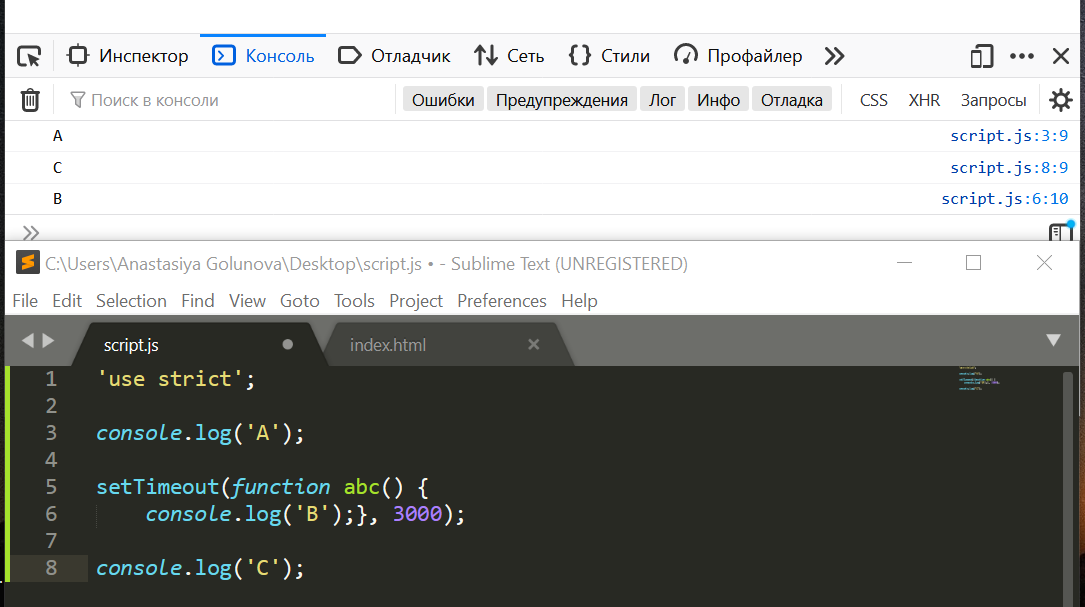 Инспектор Консоль Отладчик Сеть Стили Профайлер
Поиск в консоли Ошибки Предупреждения Лог Инфо Отладка CSS XHR Запросы
A script.js:3:9
C script.js:8:9
B script.js:6:10
C:\Users\Anastasiya Golunova\Desktop\script.js • - Sublime Text (UNREGISTERED)
File Edit Selection Find View Goto Tools Project Preferences Help
script.js index.html
1 'use strict';
2
3 console.log('A');
4
5 setTimeout(function abc() {
6 console.log('B');}, 3000);
7
8 console.log('C');